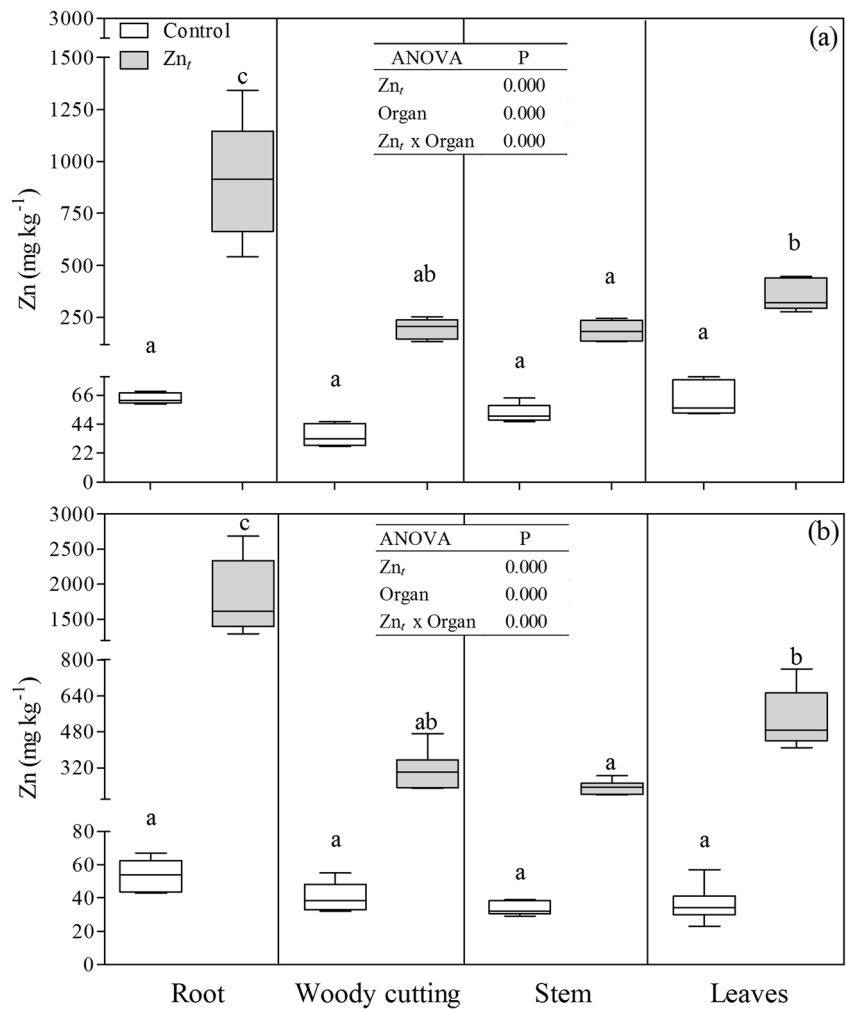 3000
Control
(a)
Znt
1500
c
ANOVA P
Znt 0.000
Organ 0.000
Znt x Organ 0.000
1250
1000
750
500
250
Zn (mg kg-1)
ab
a
b
a
a
a
a
66
44
22
0
3000
c
(b)
ANOVA P
Znt 0.000
Organ 0.000
Znt x Organ 0.000
2500
2000
1500
800
640
480
320
Zn (mg kg-1)
ab
a
b
80
60
40
20
0
a
a
a
a
Root Woody cutting Stem Leaves